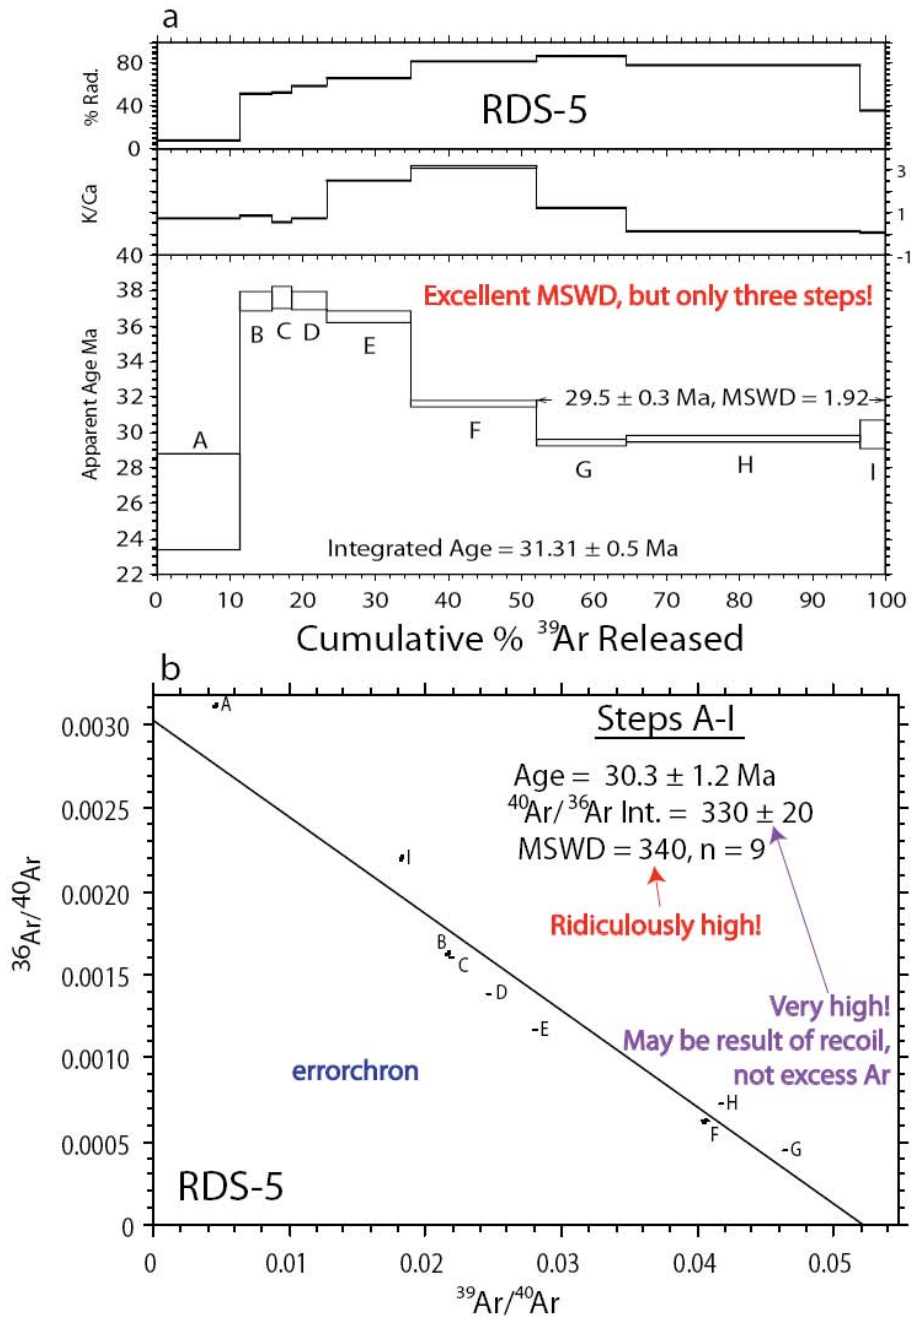 a
80
40
0
% Rad.
RDS-5
K/Ca
3
1
-1
40
38
36
34
32
30
28
26
24
22
Apparent Age Ma
Excellent MSWD, but only three steps!
A
B
C
D
E
F
G
H
I
29.5 ± 0.3 Ma, MSWD = 1.92
Integrated Age = 31.31 ± 0.5 Ma
0 10 20 30 40 50 60 70 80 90 100
Cumulative % ³⁹Ar Released
b
0.0030
0.0025
0.0020
0.0015
0.0010
0.0005
0
³⁶Ar/⁴⁰Ar
Steps A-I
Age = 30.3 ± 1.2 Ma
⁴⁰Ar/³⁶Ar Int. = 330 ± 20
MSWD = 340, n = 9
Ridiculously high!
Very high!
May be result of recoil,
not excess Ar
A
I
B
C
D
E
H
F
G
errorchron
RDS-5
0 0.01 0.02 0.03 0.04 0.05
³⁹Ar/⁴⁰Ar